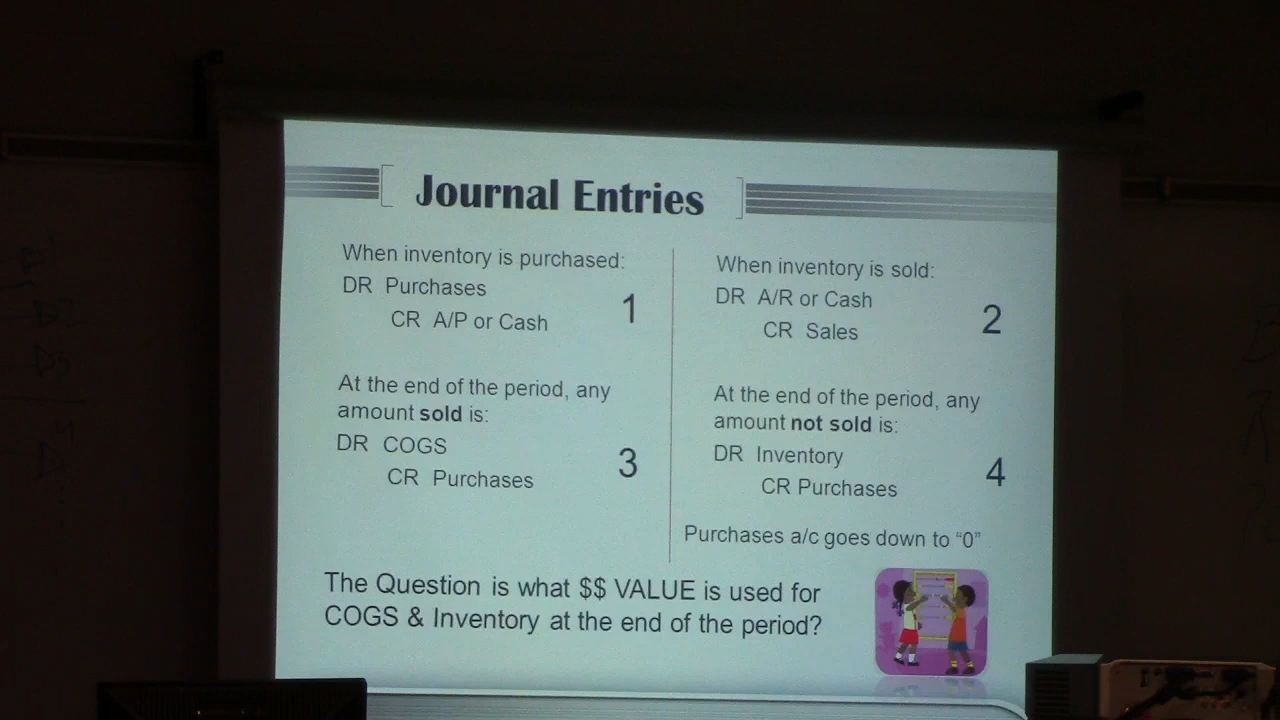 Journal Entries
When inventory is purchased:
DR Purchases
CR A/P or Cash
1
When inventory is sold:
DR A/R or Cash
CR Sales
2
At the end of the period, any
amount sold is:
DR COGS
CR Purchases
3
At the end of the period, any
amount not sold is:
DR Inventory
CR Purchases
4
Purchases a/c goes down to “0”
The Question is what $$ VALUE is used for
COGS & Inventory at the end of the period?